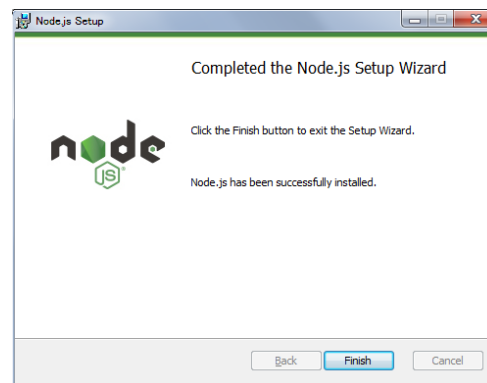 Node.js Setup
Completed the Node.js Setup Wizard
Click the Finish button to exit the Setup Wizard.
node
JS
Node.js has been successfully installed.
Back Finish Cancel